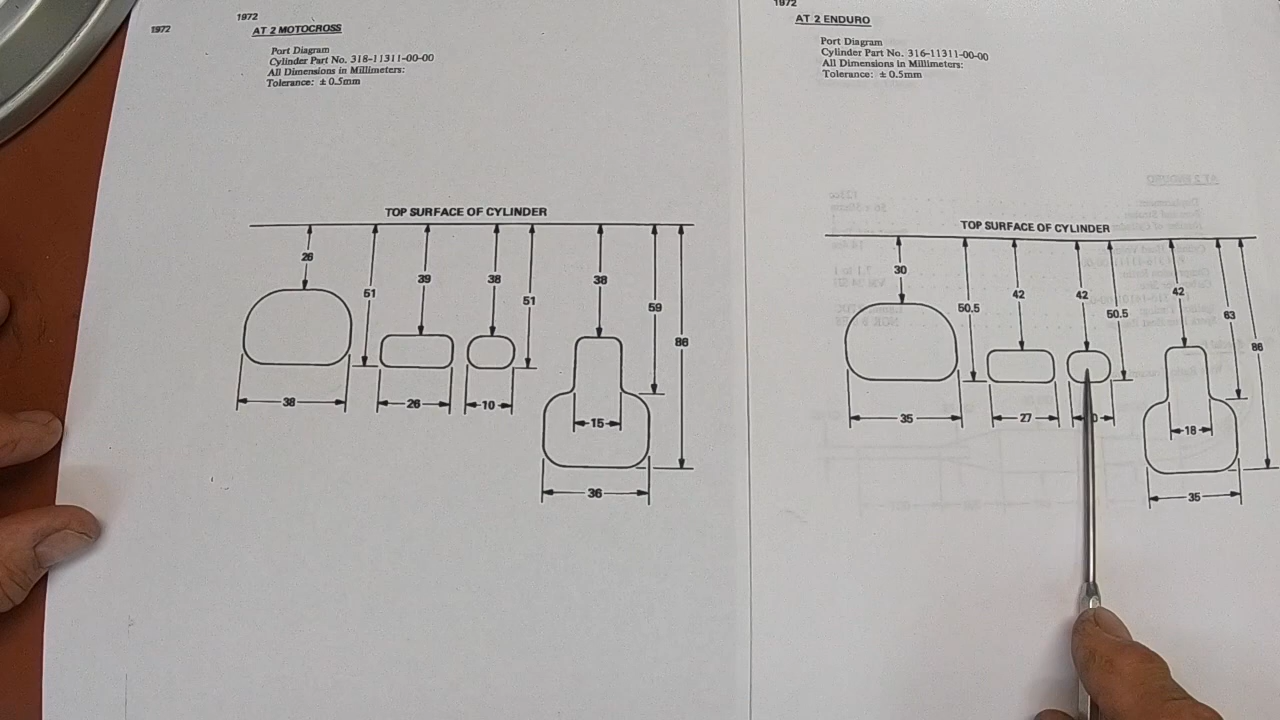 1972
1972
AT 2 MOTOCROSS
Port Diagram
Cylinder Part No. 318-11311-00-00
All Dimensions in Millimeters:
Tolerance: ± 0.5mm
TOP SURFACE OF CYLINDER
26
51
39
38
51
38
59
86
38
26
10
15
36
1972
AT 2 ENDURO
Port Diagram
Cylinder Part No. 316-11311-00-00
All Dimensions in Millimeters:
Tolerance: ± 0.5mm
TOP SURFACE OF CYLINDER
30
50.5
42
42
50.5
42
63
86
35
27
18
35